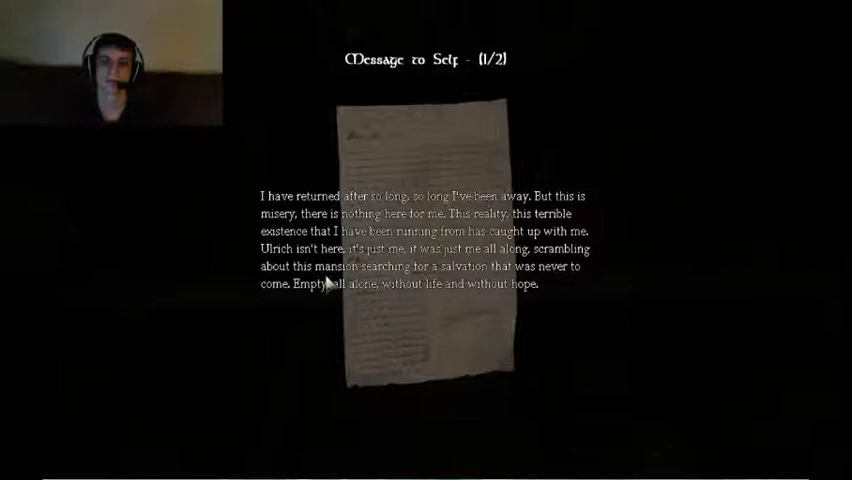 Message to Self - (1/2)
I have returned after so long, so long I've been away. But this is
misery, there is nothing here for me. This reality, this terrible
existence that I have been running from has caught up with me.
Ulrich isn't here, it's just me, it was just me all along, scrambling
about this mansion searching for a salvation that was never to
come. Empty, all alone, without life and without hope.